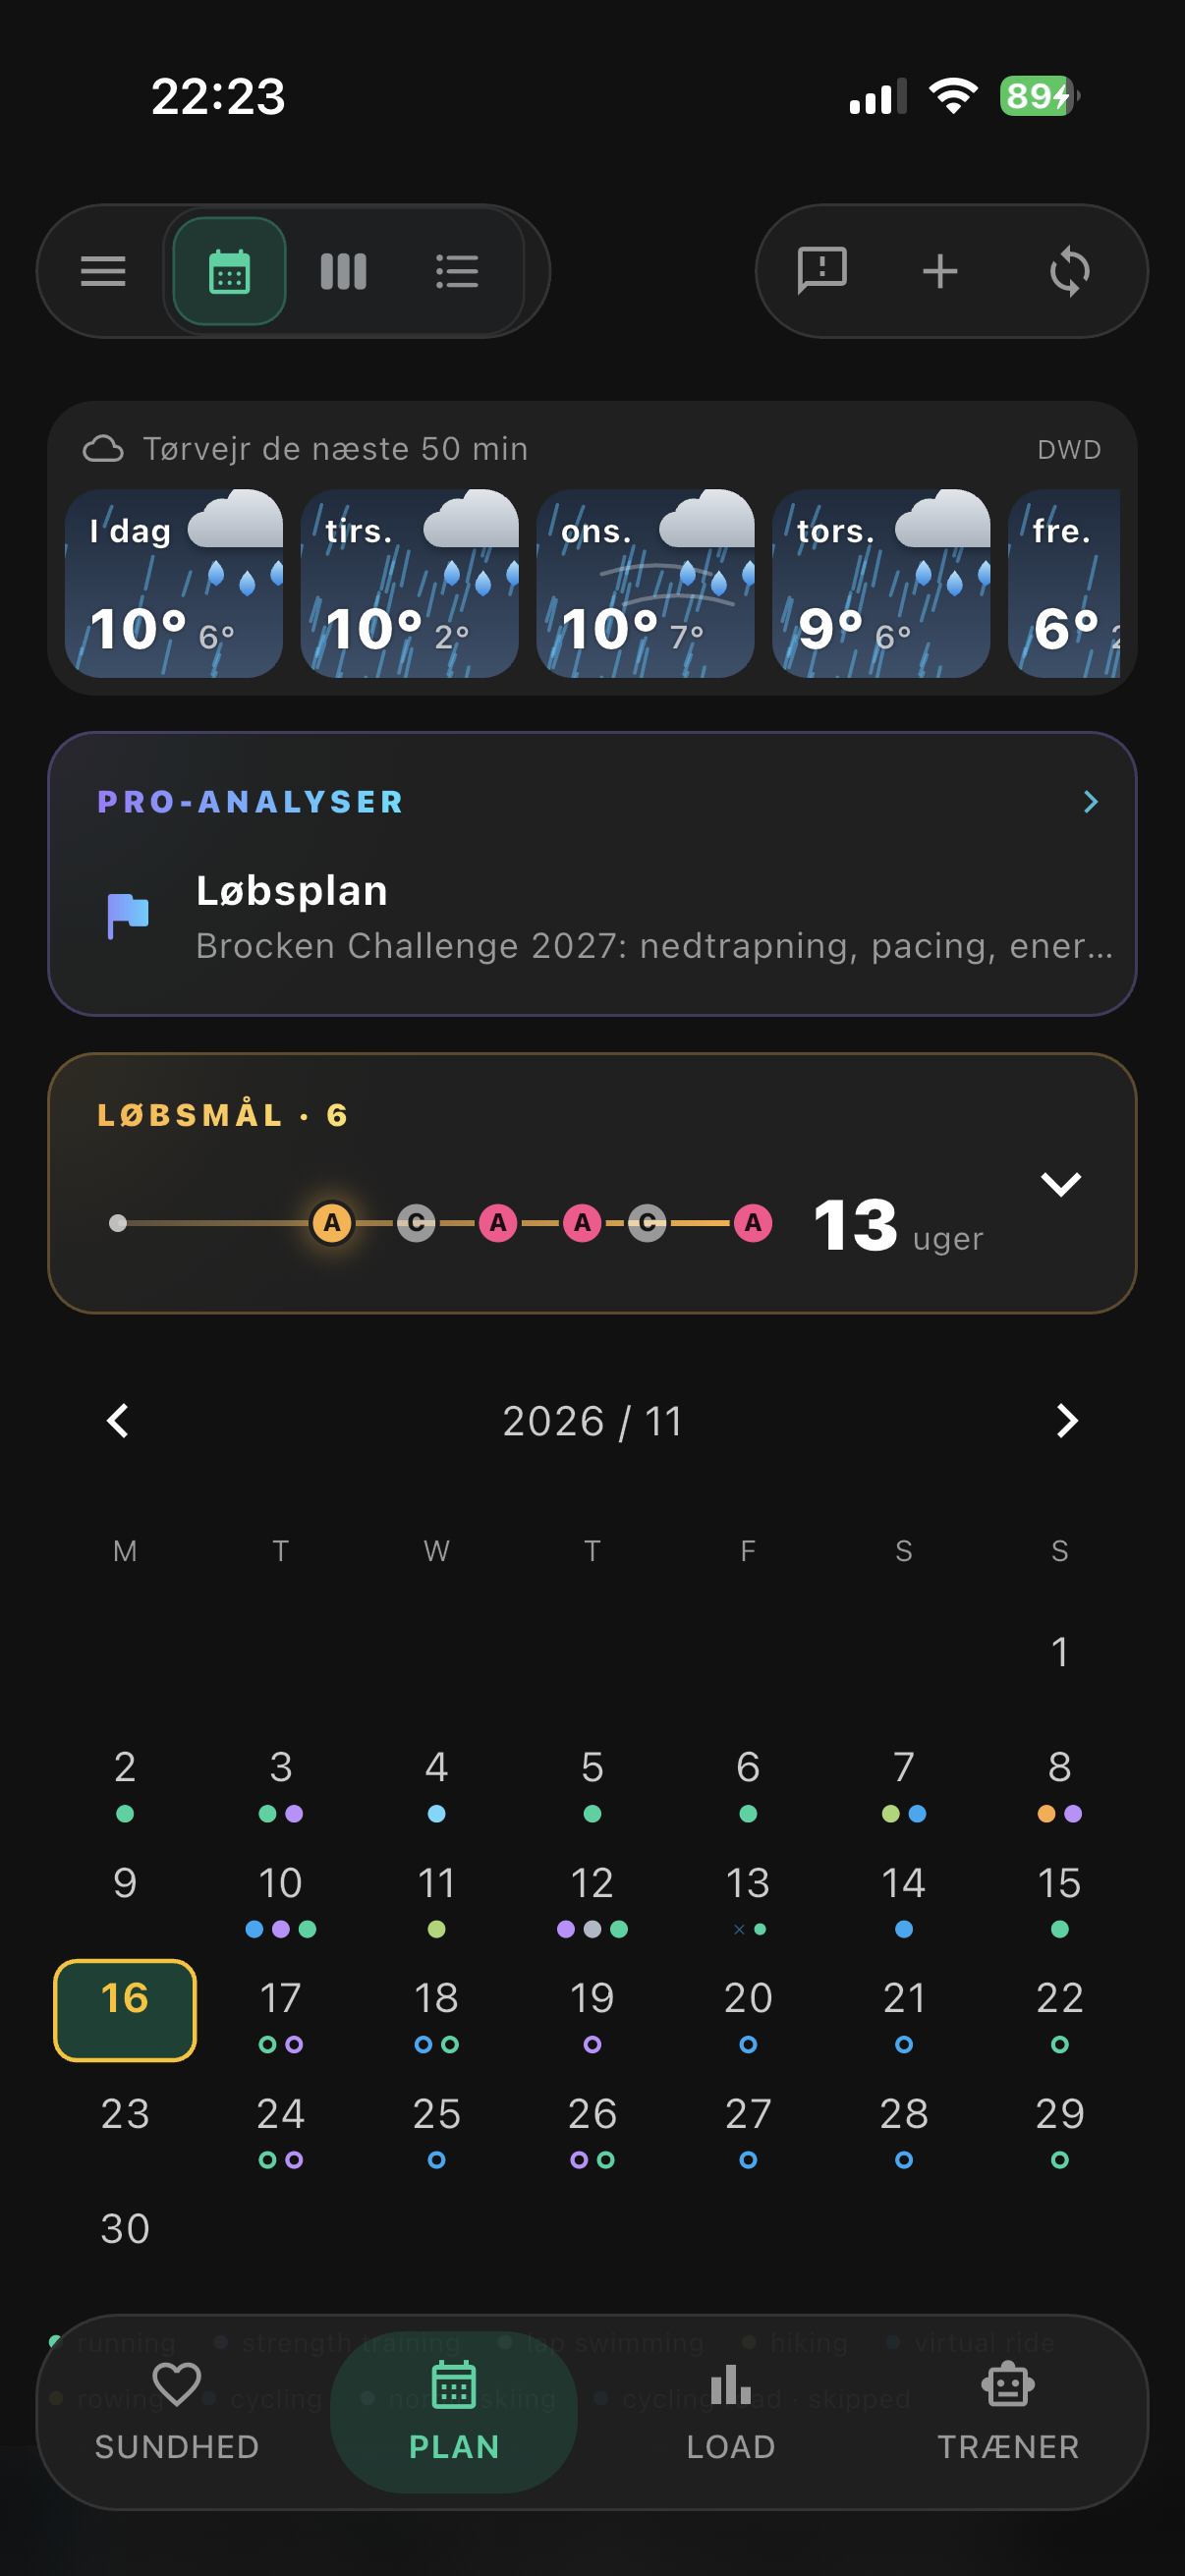 22:23
89
Tørvejr de næste 50 min
DWD
I dag
10° 6°
tirs.
10° 2°
ons.
10° 7°
tors.
9° 6°
fre.
6°
PRO-ANALYSER
Løbsplan
Brocken Challenge 2027: nedtrapning, pacing, ener...
LØBSMÅL · 6
A C A A C A
13 uger
2026 / 11
M T W T F S S
1
2 3 4 5 6 7 8
9 10 11 12 13 14 15
16 17 18 19 20 21 22
23 24 25 26 27 28 29
30
running strength training lap swimming hiking virtual ride
rowing cycling skiing cycling skipped
SUNDHED PLAN LOAD TRÆNER